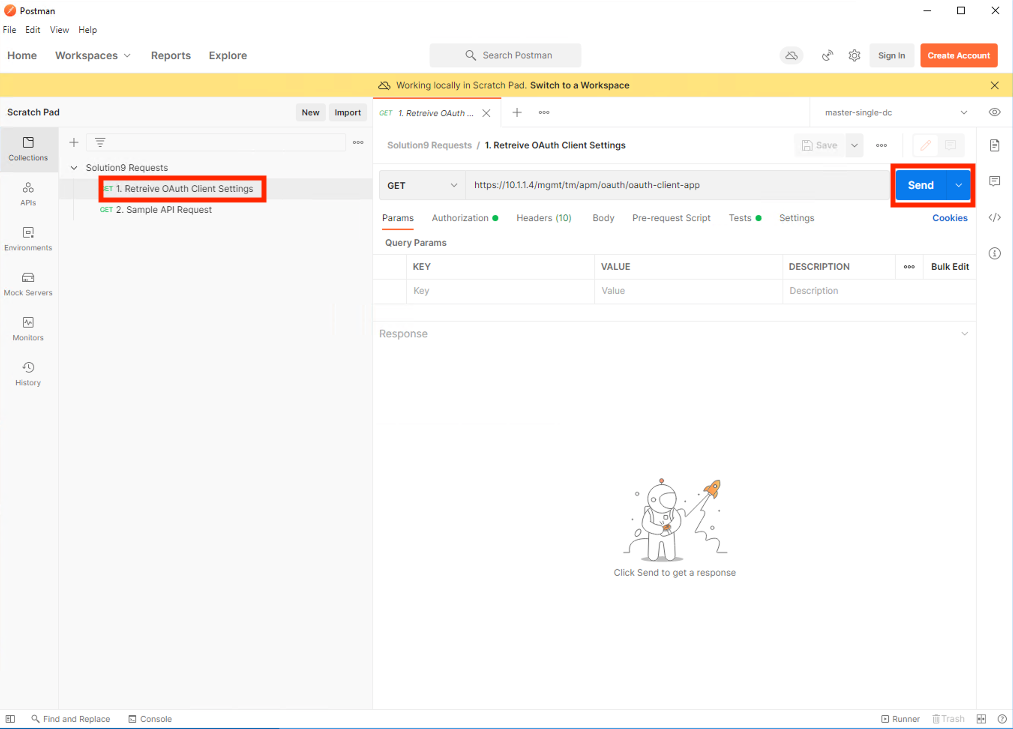 Postman
File Edit View Help
Home Workspaces Reports Explore Search Postman Sign In Create Account
Working locally in Scratch Pad. Switch to a Workspace
Scratch Pad New Import GET 1. Retreive OAuth ... master-single-dc
Collections
APIs
Environments
Mock Servers
Monitors
History
Solution9 Requests
GET 1. Retreive OAuth Client Settings
GET 2. Sample API Request
Solution9 Requests / 1. Retreive OAuth Client Settings Save
GET https://10.1.1.4/mgmt/tm/apm/oauth/oauth-client-app Send
Params Authorization Headers (10) Body Pre-request Script Tests Settings Cookies
Query Params
KEY VALUE DESCRIPTION Bulk Edit
Key Value Description
Response
Click Send to get a response
Find and Replace Console Runner Trash